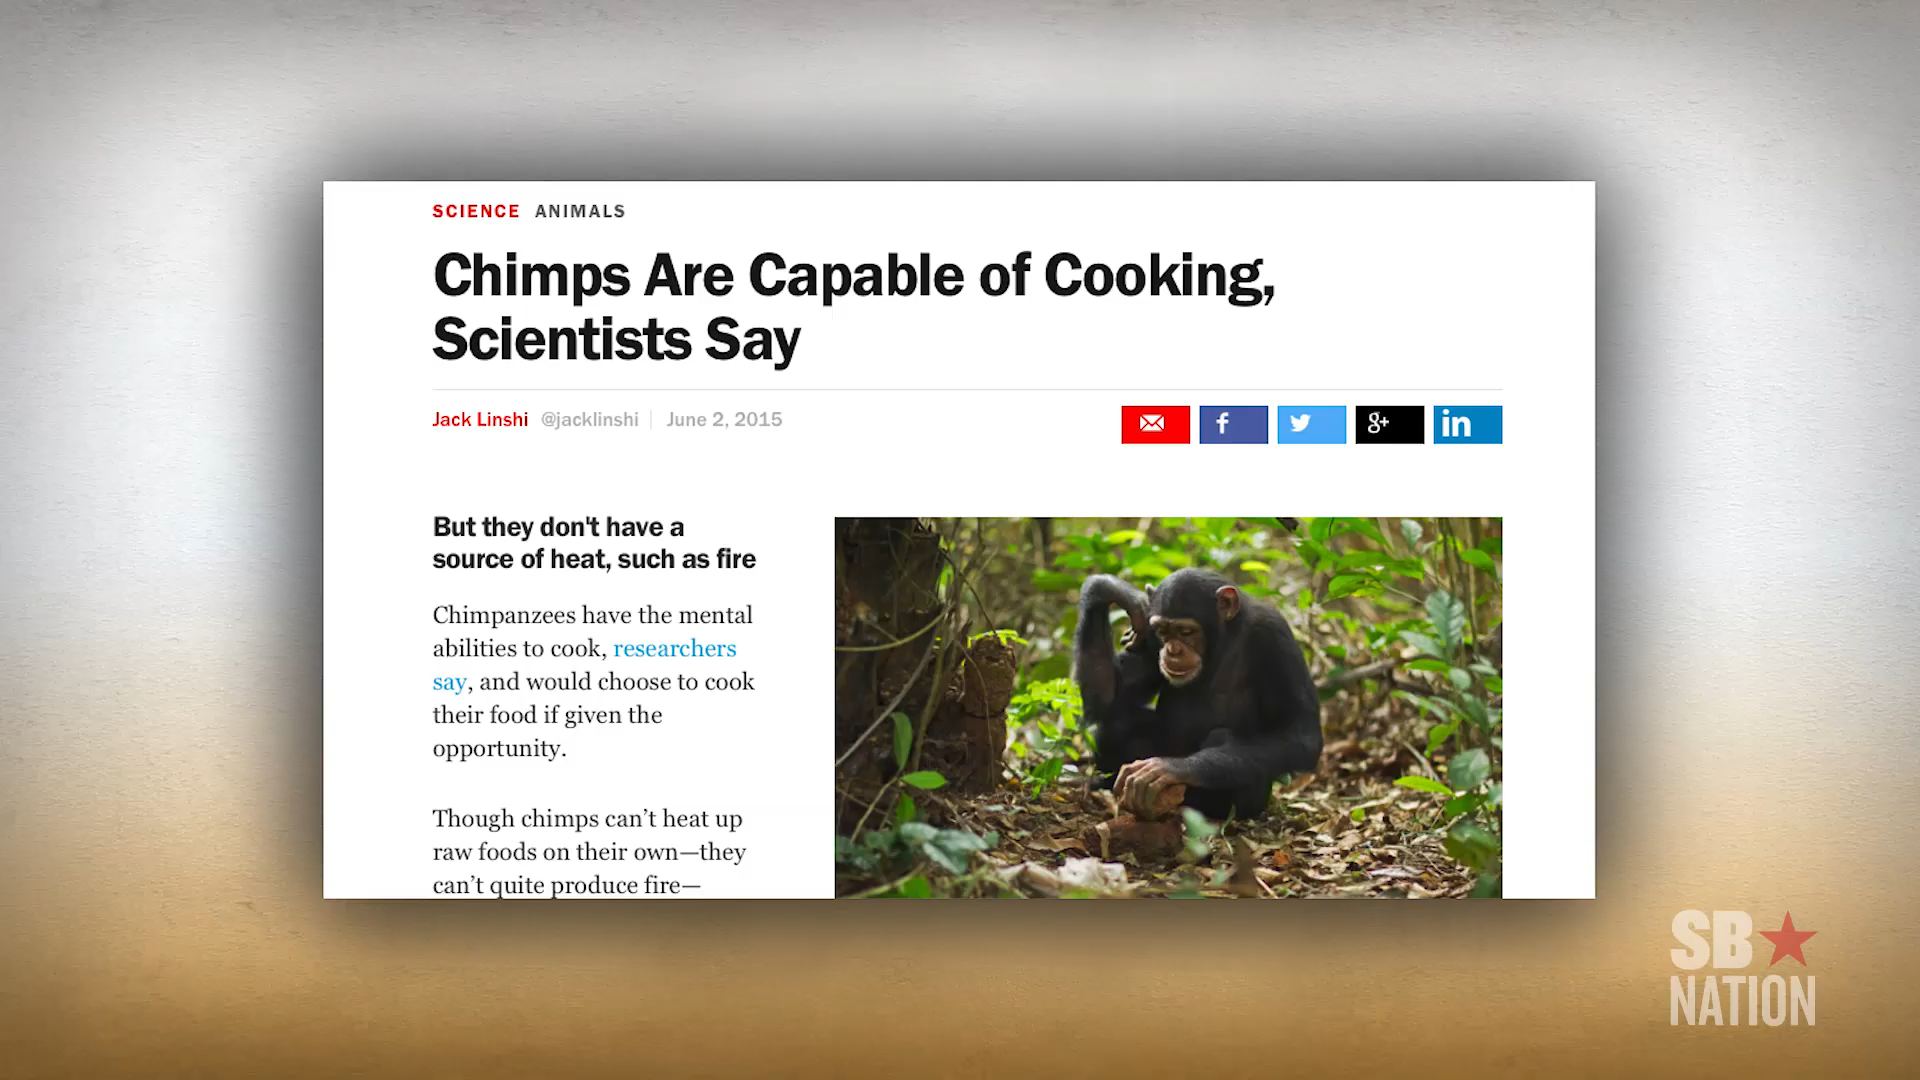 SCIENCE ANIMALS
Chimps Are Capable of Cooking,
Scientists Say
Jack Linshi @jacklinshi June 2, 2015
f g+ in
But they don't have a
source of heat, such as fire
Chimpanzees have the mental
abilities to cook, researchers
say, and would choose to cook
their food if given the
opportunity.
Though chimps can’t heat up
raw foods on their own—they
can’t quite produce fire—
SB
NATION